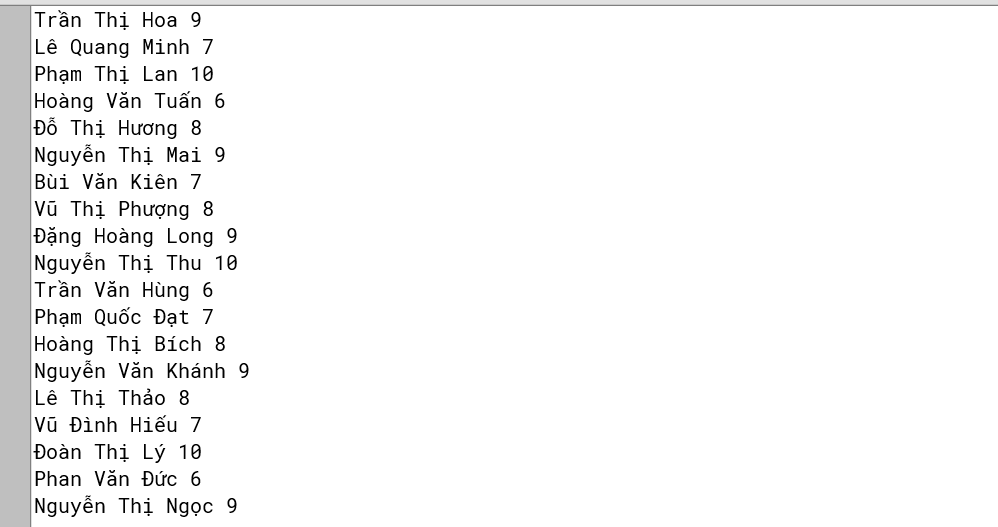 Trần Thị Hoa 9
Lê Quang Minh 7
Phạm Thị Lan 10
Hoàng Văn Tuấn 6
Đỗ Thị Hương 8
Nguyễn Thị Mai 9
Bùi Văn Kiên 7
Vũ Thị Phượng 8
Đặng Hoàng Long 9
Nguyễn Thị Thu 10
Trần Văn Hùng 6
Phạm Quốc Đạt 7
Hoàng Thị Bích 8
Nguyễn Văn Khánh 9
Lê Thị Thảo 8
Vũ Đình Hiếu 7
Đoàn Thị Lý 10
Phan Văn Đức 6
Nguyễn Thị Ngọc 9